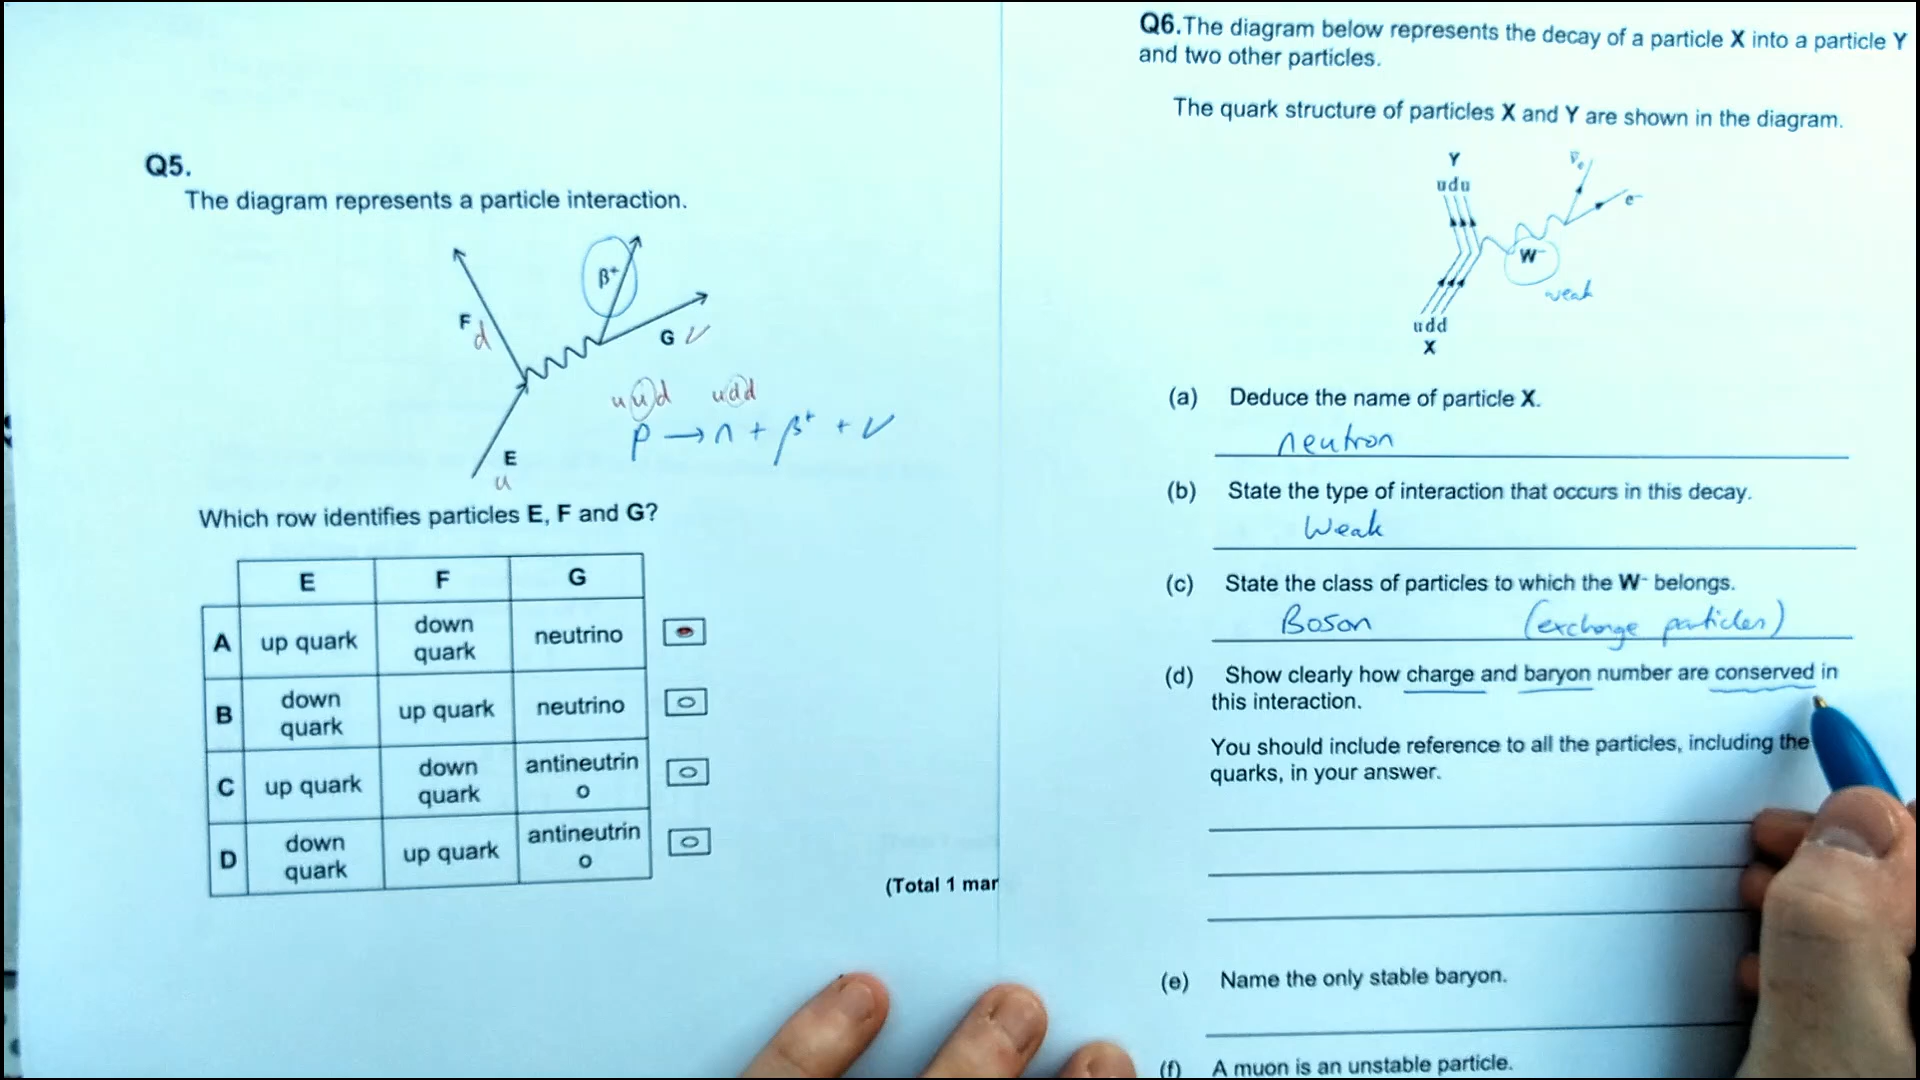 Q5.
The diagram represents a particle interaction.
β⁺
F
d
G ν
uud udd
p → n + β⁺ + ν
E
u
Which row identifies particles E, F and G?
E F G
A up quark down quark neutrino
B down quark up quark neutrino
C up quark down quark antineutrin
o
D down quark up quark antineutrin
o
(Total 1 mar
Q6.The diagram below represents the decay of a particle X into a particle Y
and two other particles.
The quark structure of particles X and Y are shown in the diagram.
Y
udu
ν̅e
e⁻
W⁻
weak
udd
X
(a) Deduce the name of particle X.
neutron
(b) State the type of interaction that occurs in this decay.
Weak
(c) State the class of particles to which the W⁻ belongs.
Boson (exchange particles)
(d) Show clearly how charge and baryon number are conserved in
this interaction.
You should include reference to all the particles, including the
quarks, in your answer.
(e) Name the only stable baryon.
(f) A muon is an unstable particle.